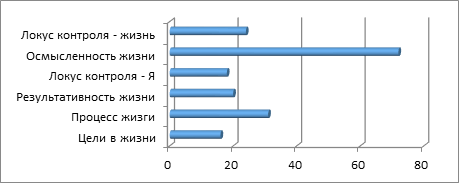 Локус контроля - жизнь
Осмысленность жизни
Локус контроля - Я
Результативность жизни
Процесс жизги
Цели в жизни
0 20 40 60 80